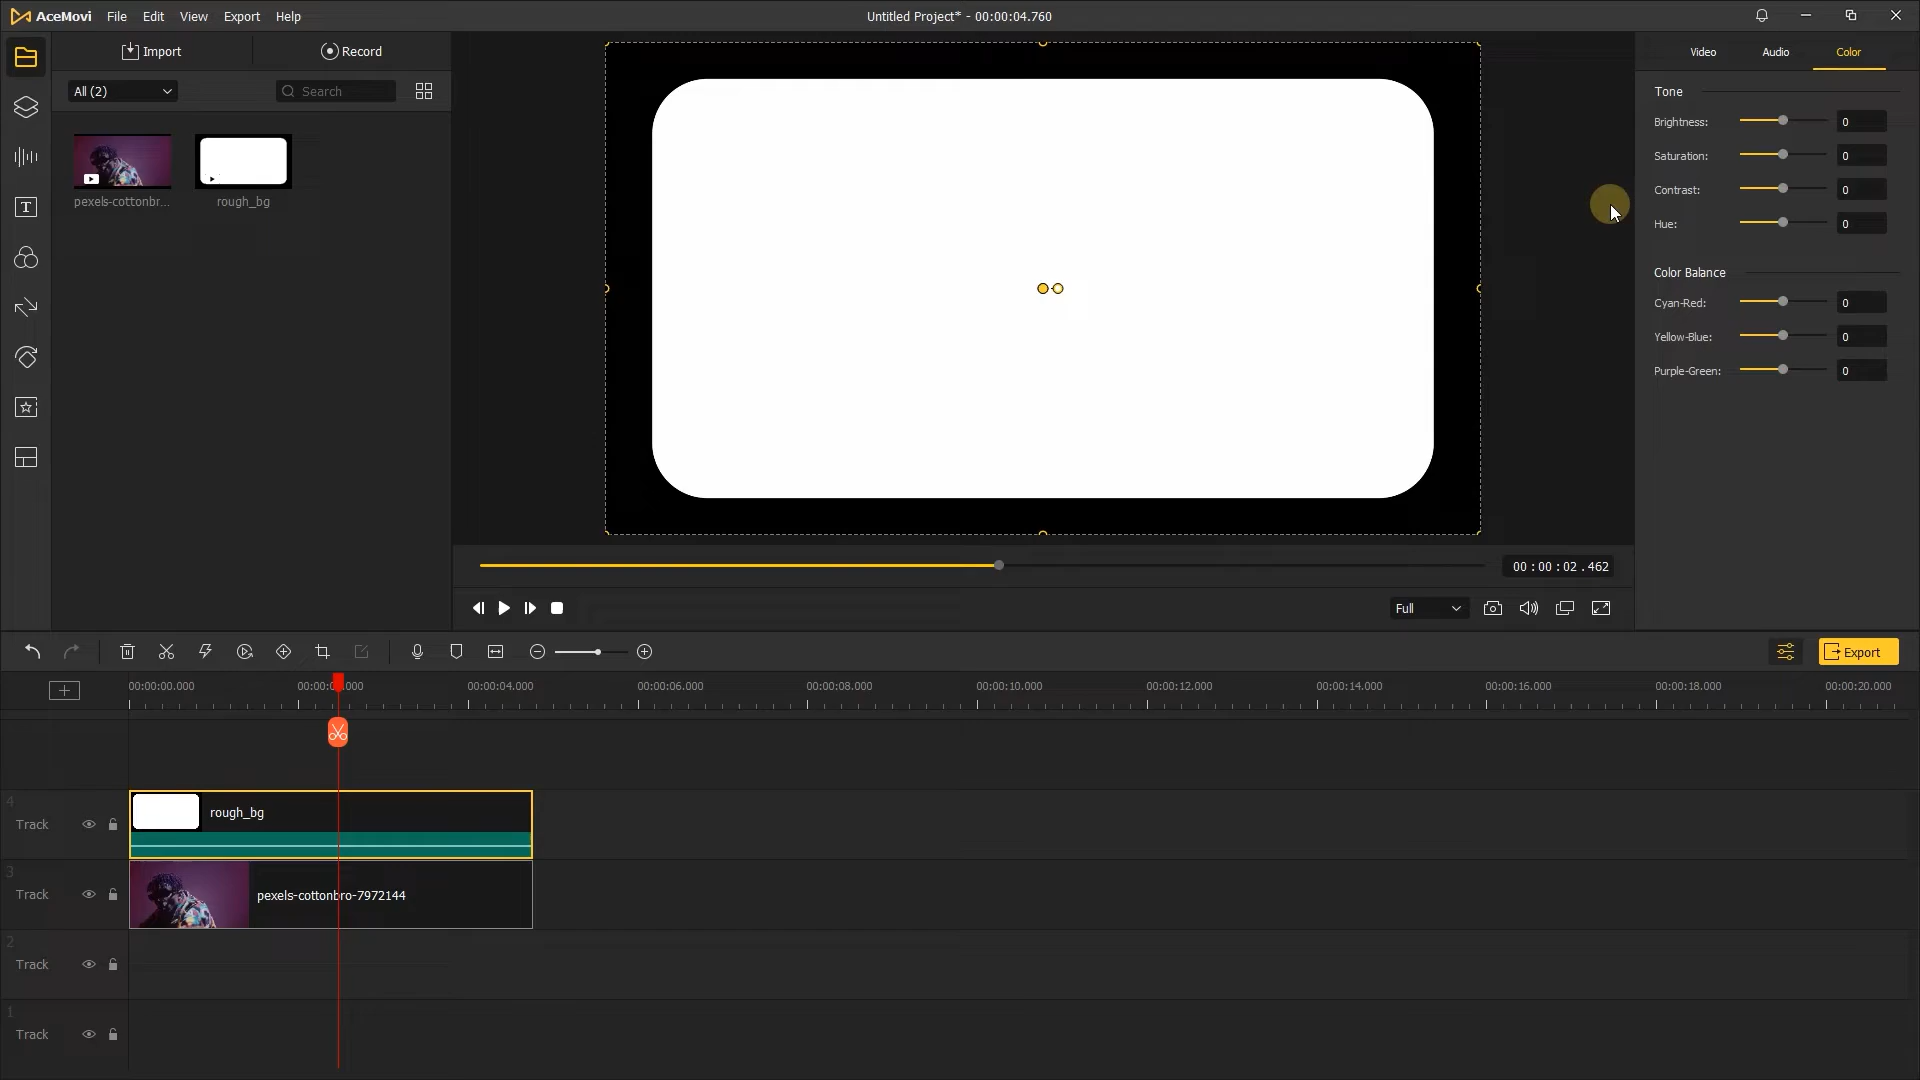 AceMovi File Edit View Export Help
Untitled Project* - 00:00:04.760
Import
Record
Video Audio Color
All (2)
Search
pexels-cottonbr...
rough_bg
Tone
Brightness: 0
Saturation: 0
Contrast: 0
Hue: 0
Color Balance
Cyan-Red: 0
Yellow-Blue: 0
Purple-Green: 0
00:00:02.462
Full
Export
00:00:00.000 00:00:04.000 00:00:06.000 00:00:08.000 00:00:10.000 00:00:12.000 00:00:14.000 00:00:16.000 00:00:18.000 00:00:20.000
4
Track
rough_bg
3
Track
pexels-cottonbro-7972144
2
Track
1
Track